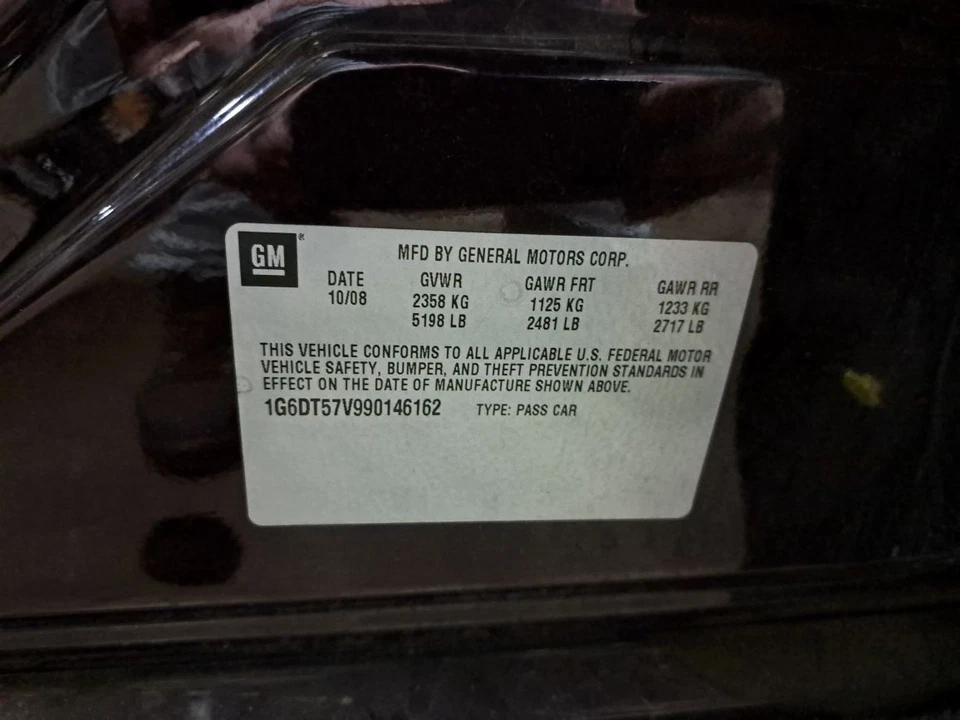 GM®
MFD BY GENERAL MOTORS CORP.
DATE GVWR GAWR FRT GAWR RR
10/08 2358 KG 1125 KG 1233 KG
5198 LB 2481 LB 2717 LB
THIS VEHICLE CONFORMS TO ALL APPLICABLE U.S. FEDERAL MOTOR
VEHICLE SAFETY, BUMPER, AND THEFT PREVENTION STANDARDS IN
EFFECT ON THE DATE OF MANUFACTURE SHOWN ABOVE.
1G6DT57V990146162 TYPE: PASS CAR